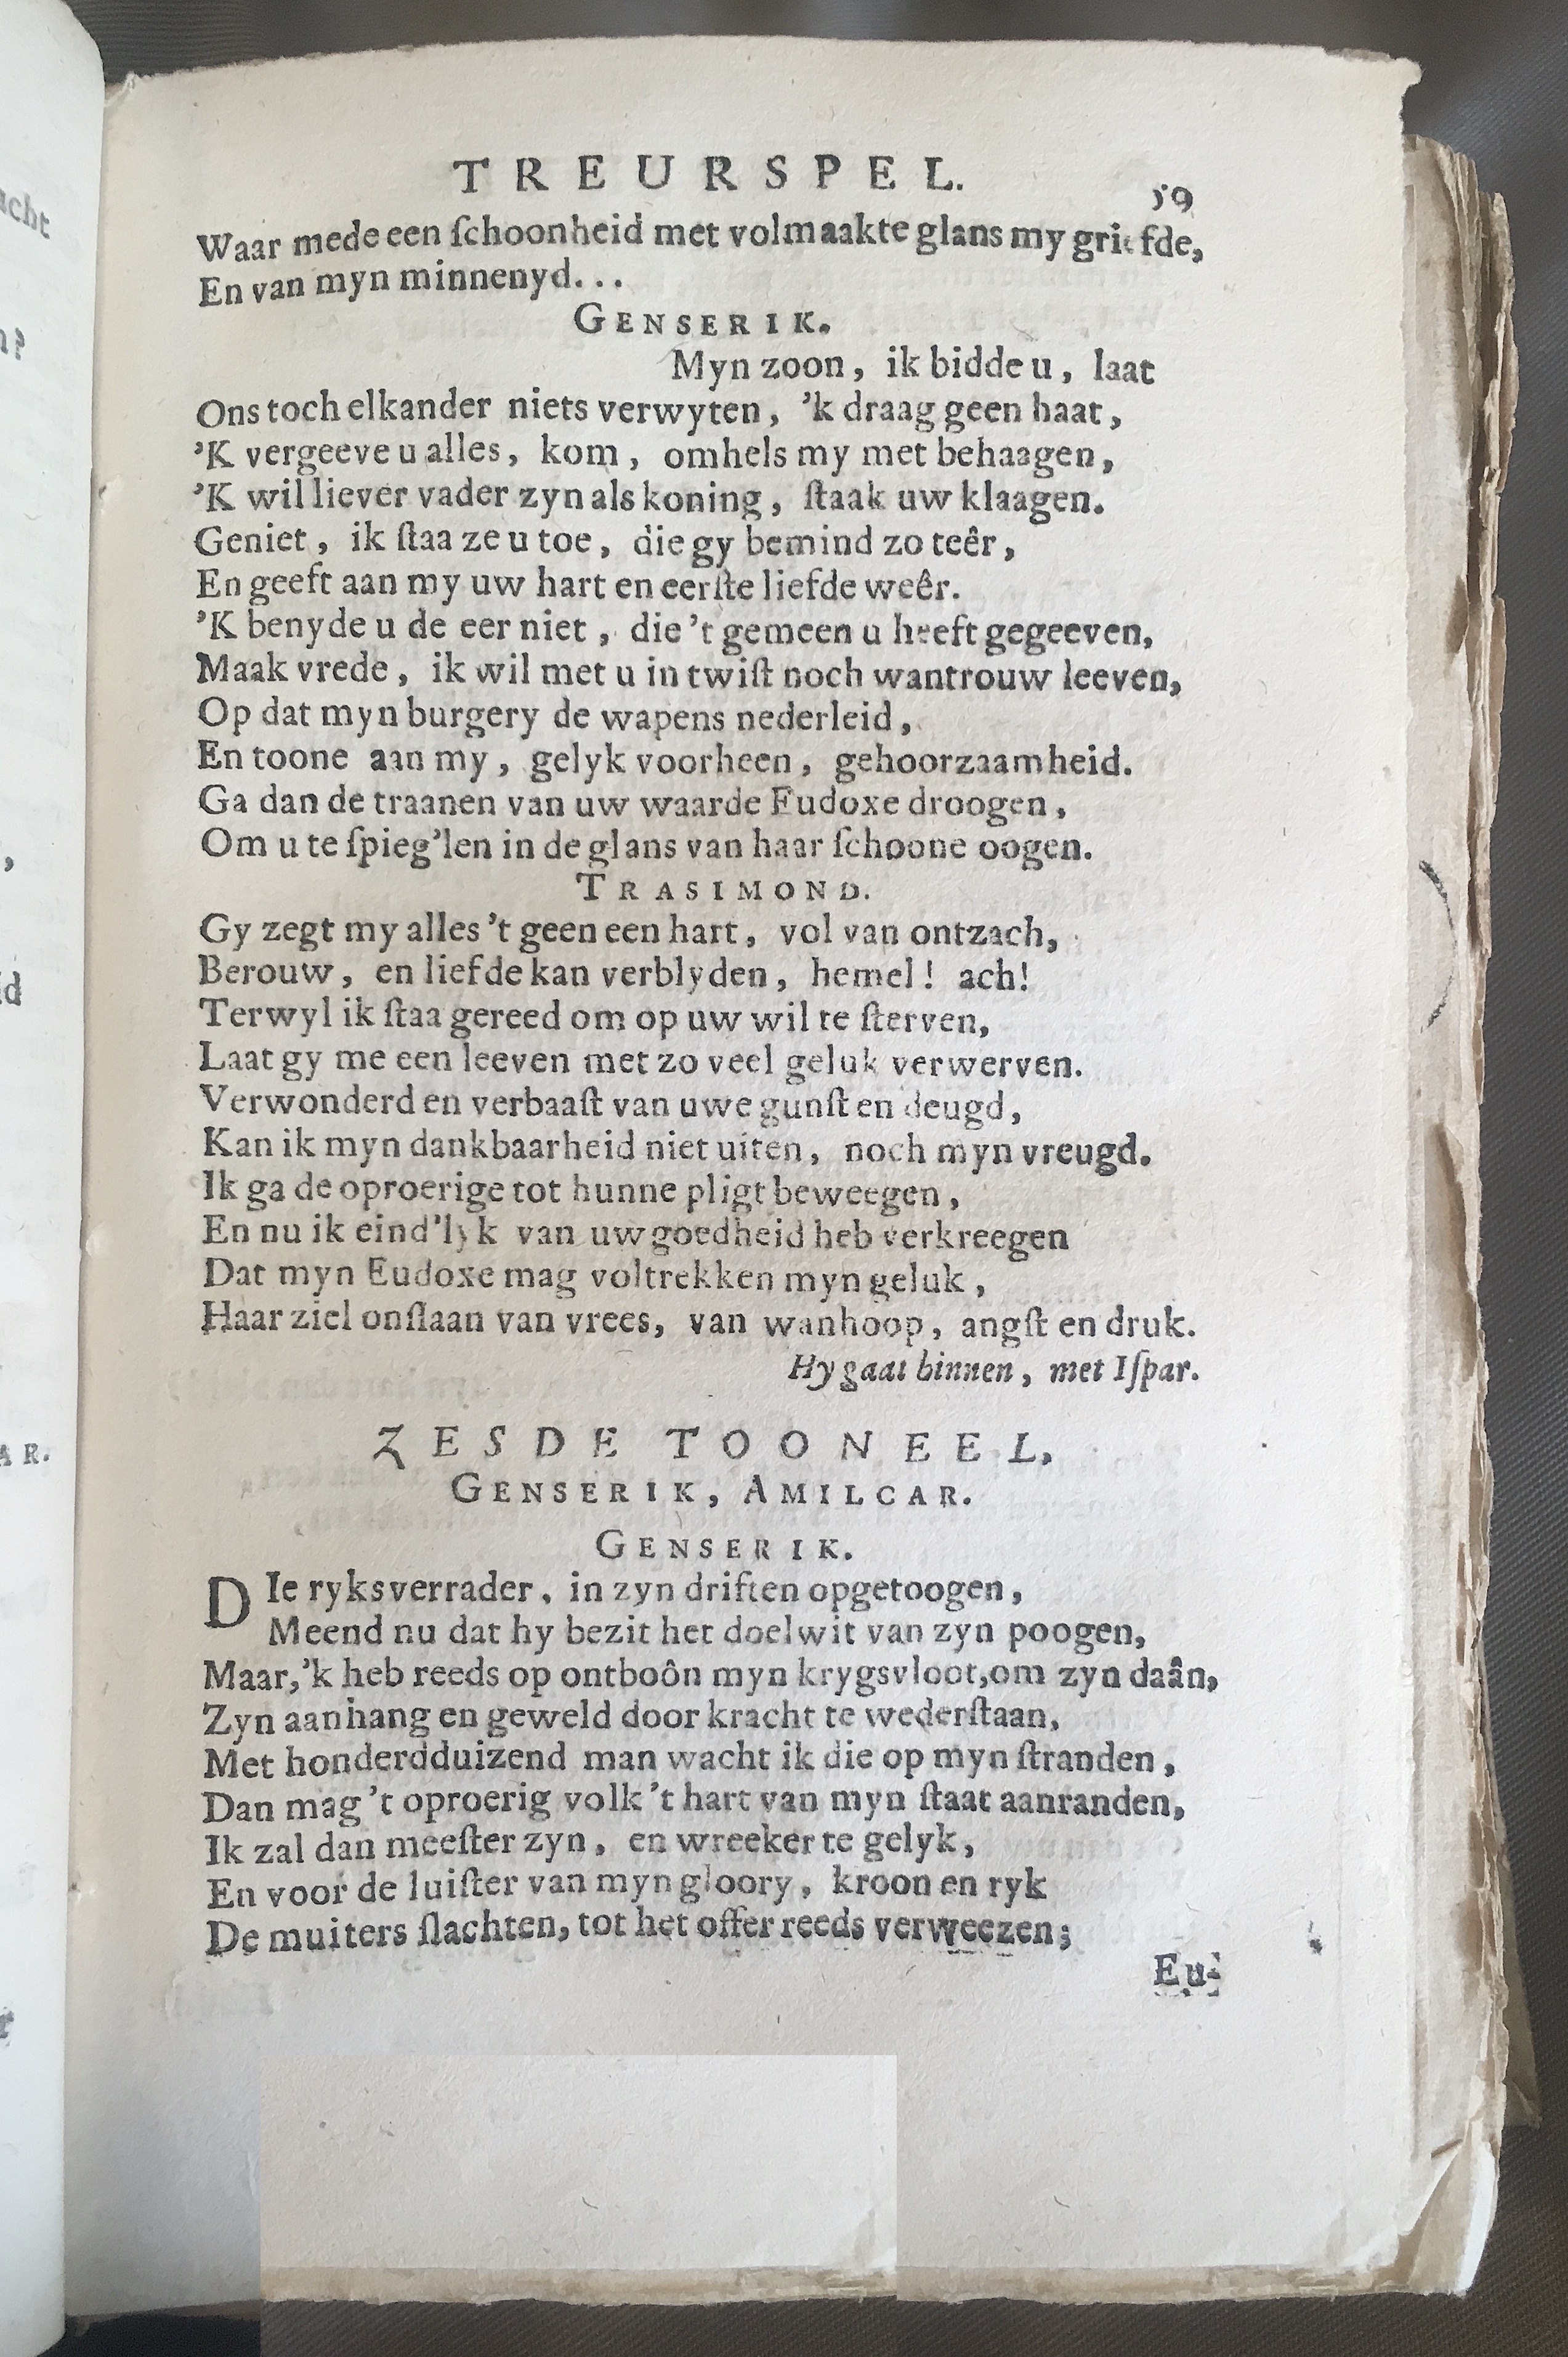 TREURSPEL. 59
Waar mede een ſchoonheid met volmaakte glans my griefde,
En van myn minnenyd...
GENSERIK.
Myn zoon, ik bidde u, laat
Ons toch elkander niets verwyten, 'k draag geen haat,
'K vergeeve u alles, kom, omhels my met behaagen,
'K wil liever vader zyn als koning, ſtaak uw klaagen.
Geniet, ik ſtaa ze u toe, die gy bemind zo teêr,
En geeft aan my uw hart en eerſte liefde weêr.
'K benyde u de eer niet, die 't gemeen u heeft gegeeven,
Maak vrede, ik wil met u in twiſt noch wantrouw leeven,
Op dat myn burgery de wapens nederleid,
En toone aan my, gelyk voorheen, gehoorzaamheid.
Ga dan de traanen van uw waarde Eudoxe droogen,
Om u te ſpieg'len in de glans van haar ſchoone oogen.
TRASIMOND.
Gy zegt my alles 't geen een hart, vol van ontzach,
Berouw, en liefde kan verblyden, hemel! ach!
Terwyl ik ſtaa gereed om op uw wil te ſterven,
Laat gy me een leeven met zo veel geluk verwerven.
Verwonderd en verbaaſt van uwe gunſt en deugd,
Kan ik myn dankbaarheid niet uiten, noch myn vreugd.
Ik ga de oproerige tot hunne pligt beweegen,
En nu ik eind'lyk van uw goedheid heb verkreegen
Dat myn Eudoxe mag voltrekken myn geluk,
Haar ziel onſlaan van vrees, van wanhoop, angſt en druk.
Hy gaat binnen, met Iſpar.
ZESDE TOONEEL.
GENSERIK, AMILCAR.
GENSERIK.
DIe ryksverrader, in zyn driften opgetoogen,
Meend nu dat hy bezit het doelwit van zyn poogen,
Maar, 'k heb reeds op ontboôn myn krygsvloot, om zyn daân,
Zyn aanhang en geweld door kracht te wederſtaan,
Met honderdduizend man wacht ik die op myn ſtranden,
Dan mag 't oproerig volk 't hart van myn ſtaat aanranden,
Ik zal dan meeſter zyn, en wreeker te gelyk,
En voor de luiſter van myn gloory, kroon en ryk
De muiters ſlachten, tot het offer reeds verweezen;
Eu-